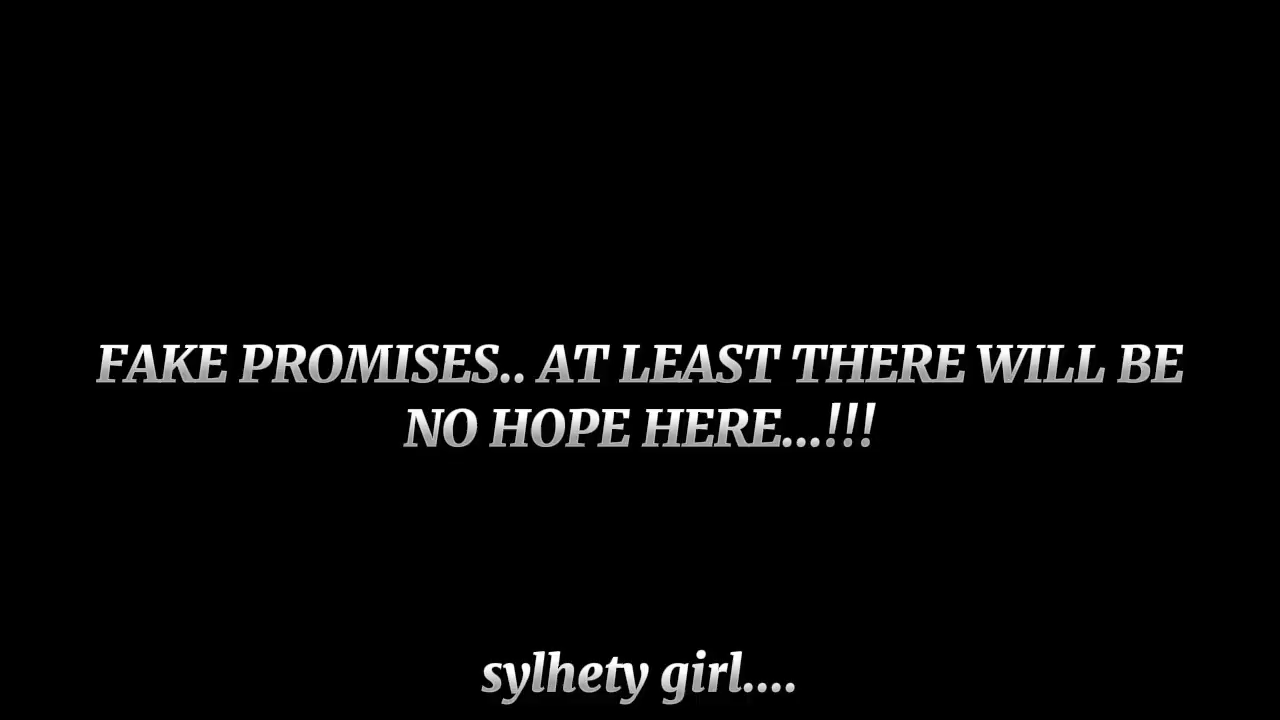 FAKE PROMISES.. AT LEAST THERE WILL BE
NO HOPE HERE...!!!
sylhety girl....